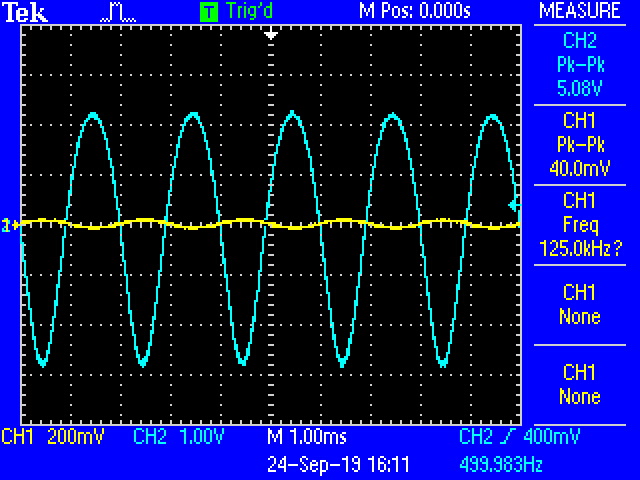 Tek T Trig'd M Pos: 0.000s MEASURE
CH2
Pk-Pk
5.08V
CH1
Pk-Pk
40.0mV
CH1
Freq
125.0kHz?
CH1
None
CH1
None
CH1 200mV CH2 1.00V M 1.00ms CH2 400mV
24-Sep-19 16:11 499.983Hz